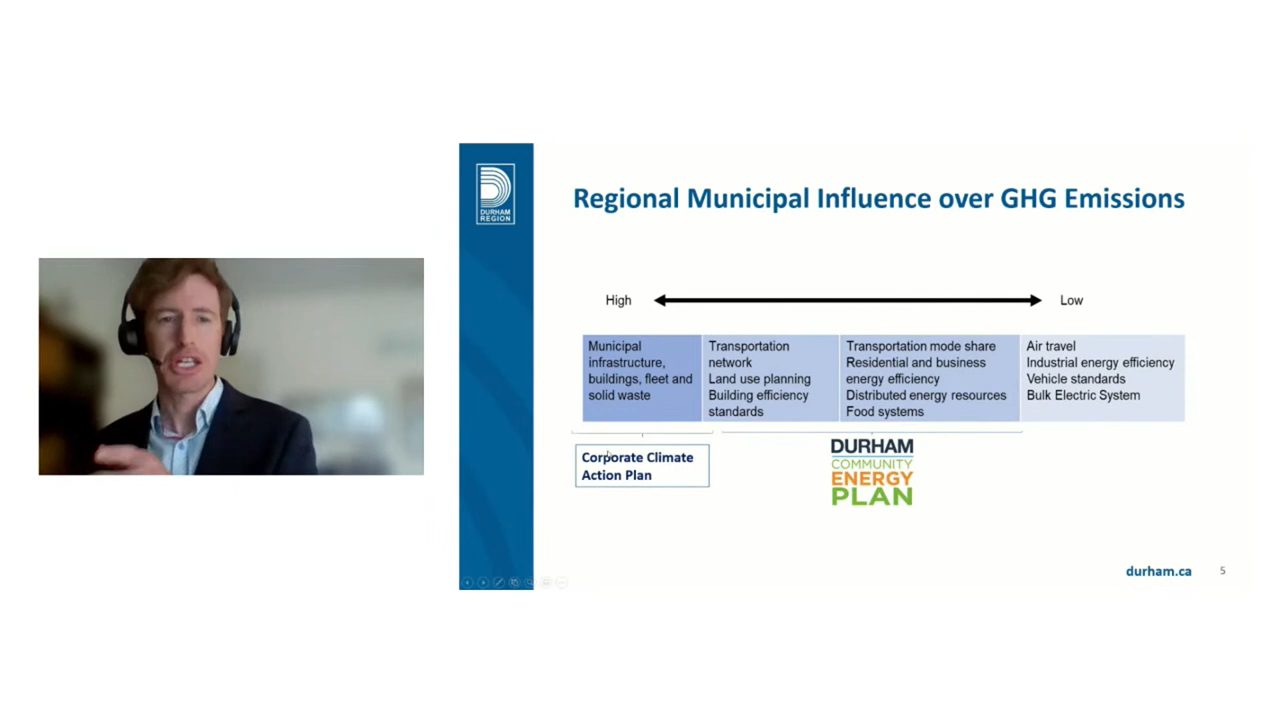 DURHAM
REGION
Regional Municipal Influence over GHG Emissions
High
Low
Municipal
infrastructure,
buildings, fleet and
solid waste
Transportation
network
Land use planning
Building efficiency
standards
Transportation mode share
Residential and business
energy efficiency
Distributed energy resources
Food systems
Air travel
Industrial energy efficiency
Vehicle standards
Bulk Electric System
Corporate Climate
Action Plan
DURHAM
COMMUNITY
ENERGY
PLAN
durham.ca
5